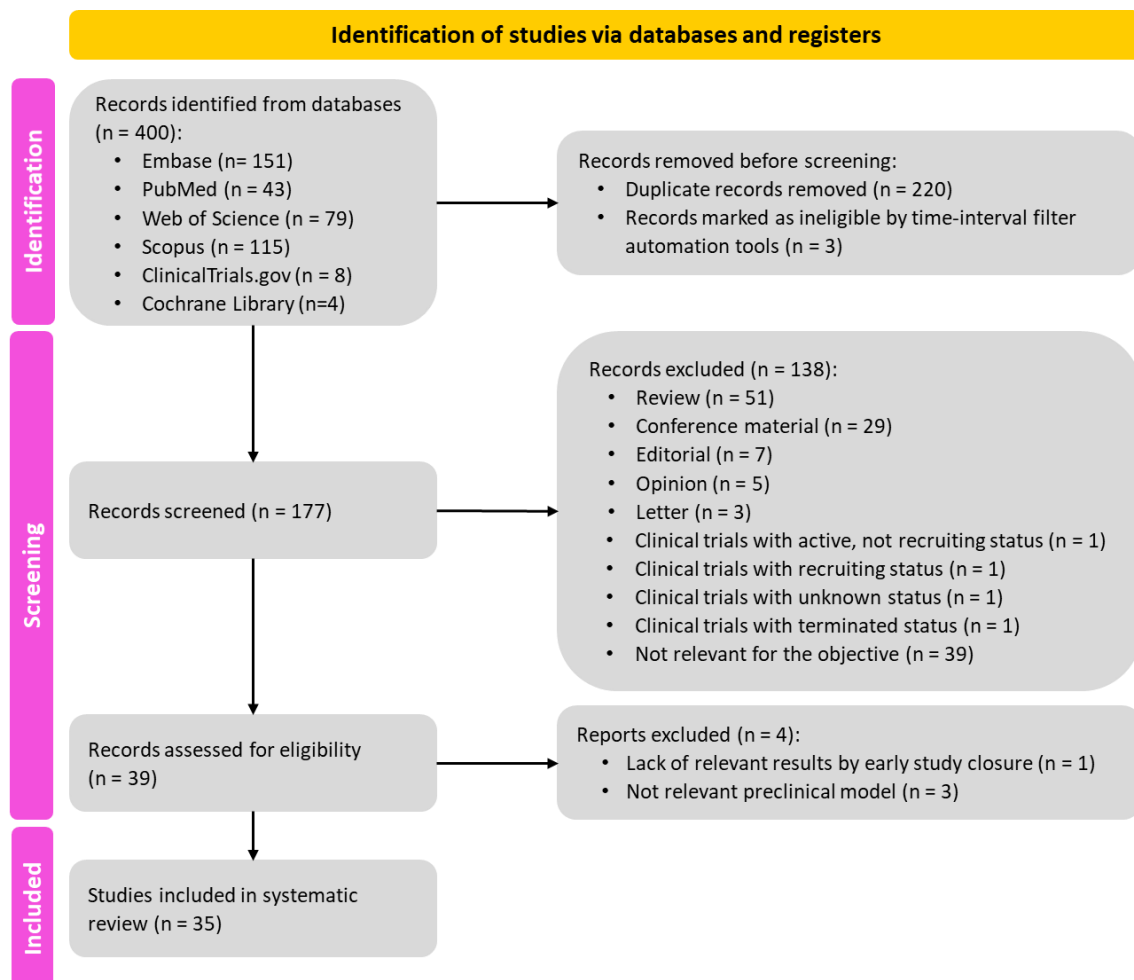 Identification of studies via databases and registers
Identification
Records identified from databases
(n = 400):
• Embase (n= 151)
• PubMed (n = 43)
• Web of Science (n = 79)
• Scopus (n = 115)
• ClinicalTrials.gov (n = 8)
• Cochrane Library (n=4)
Records removed before screening:
• Duplicate records removed (n = 220)
• Records marked as ineligible by time-interval filter
automation tools (n = 3)
Screening
Records screened (n = 177)
Records excluded (n = 138):
• Review (n = 51)
• Conference material (n = 29)
• Editorial (n = 7)
• Opinion (n = 5)
• Letter (n = 3)
• Clinical trials with active, not recruiting status (n = 1)
• Clinical trials with recruiting status (n = 1)
• Clinical trials with unknown status (n = 1)
• Clinical trials with terminated status (n = 1)
• Not relevant for the objective (n = 39)
Records assessed for eligibility
(n = 39)
Reports excluded (n = 4):
• Lack of relevant results by early study closure (n = 1)
• Not relevant preclinical model (n = 3)
Included
Studies included in systematic
review (n = 35)